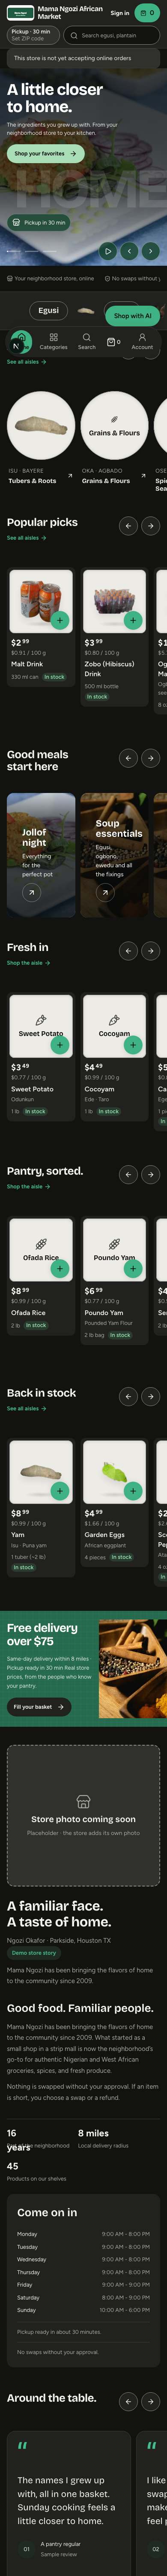 Mama Ngozi African Market
Sign in
0
Pickup · 30 min
Set ZIP code
Search egusi, plantain
This store is not yet accepting online orders
A little closer
to home.
The ingredients you grew up with. From your
neighborhood store to your kitchen.
Shop your favorites
Pickup in 30 min
Your neighborhood store, online
No swaps without
Egusi
Shop with AI
N
Categories
Search
0
Account
See all aisles
Grains & Flours
ISU · BAYERE
Tubers & Roots
OKA · AGBADO
Grains & Flours
Popular picks
See all aisles
$2.99
$0.91 / 100 g
Malt Drink
330 ml can
In stock
$3.99
$0.80 / 100 g
Zobo (Hibiscus)
Drink
500 ml bottle
In stock
Good meals
start here
Jollof
night
Everything
for the
perfect pot
Soup
essentials
Egusi,
ogbono,
ewedu and all
the fixings
Fresh in
Shop the aisle
Sweet Potato
Cocoyam
$3.49
$0.77 / 100 g
Sweet Potato
Odunkun
1 lb
In stock
$4.49
$0.99 / 100 g
Cocoyam
Ede · Taro
1 lb
In stock
Pantry, sorted.
Shop the aisle
Ofada Rice
Poundo Yam
$8.99
$0.99 / 100 g
Ofada Rice
2 lb
In stock
$6.99
$0.77 / 100 g
Poundo Yam
Pounded Yam Flour
2 lb bag
In stock
Back in stock
See all aisles
$8.99
$0.99 / 100 g
Yam
Isu · Puna yam
1 tuber (~2 lb)
In stock
$4.99
$1.66 / 100 g
Garden Eggs
African eggplant
4 pieces
In stock
Free delivery
over $75
Same-day delivery within 8 miles ·
Pickup ready in 30 min Real store
prices, from the people who know
your pantry.
Fill your basket
Store photo coming soon
Placeholder · the store adds its own photo
A familiar face.
A taste of home.
Ngozi Okafor · Parkside, Houston TX
Demo store story
Mama Ngozi has been bringing the flavors of home
to the community since 2009.
Good food. Familiar people.
Mama Ngozi has been bringing the flavors of home
to the community since 2009. What started as a
small shop in a strip mall is now the neighborhood's
go-to for authentic Nigerian and West African
groceries, spices, and fresh produce.
Nothing is swapped without your approval. If an item
is short, you choose a swap or a refund.
16
years
neighborhood
8 miles
Local delivery radius
45
Products on our shelves
Come on in
Monday 9:00 AM - 8:00 PM
Tuesday 9:00 AM - 8:00 PM
Wednesday 9:00 AM - 8:00 PM
Thursday 9:00 AM - 8:00 PM
Friday 9:00 AM - 9:00 PM
Saturday 8:00 AM - 9:00 PM
Sunday 10:00 AM - 6:00 PM
Pickup ready in about 30 minutes.
No swaps without your approval.
Around the table.
The names I grew up
with, all in one basket.
Sunday cooking feels a
little closer to home.
01
A pantry regular
Sample review
I like
02